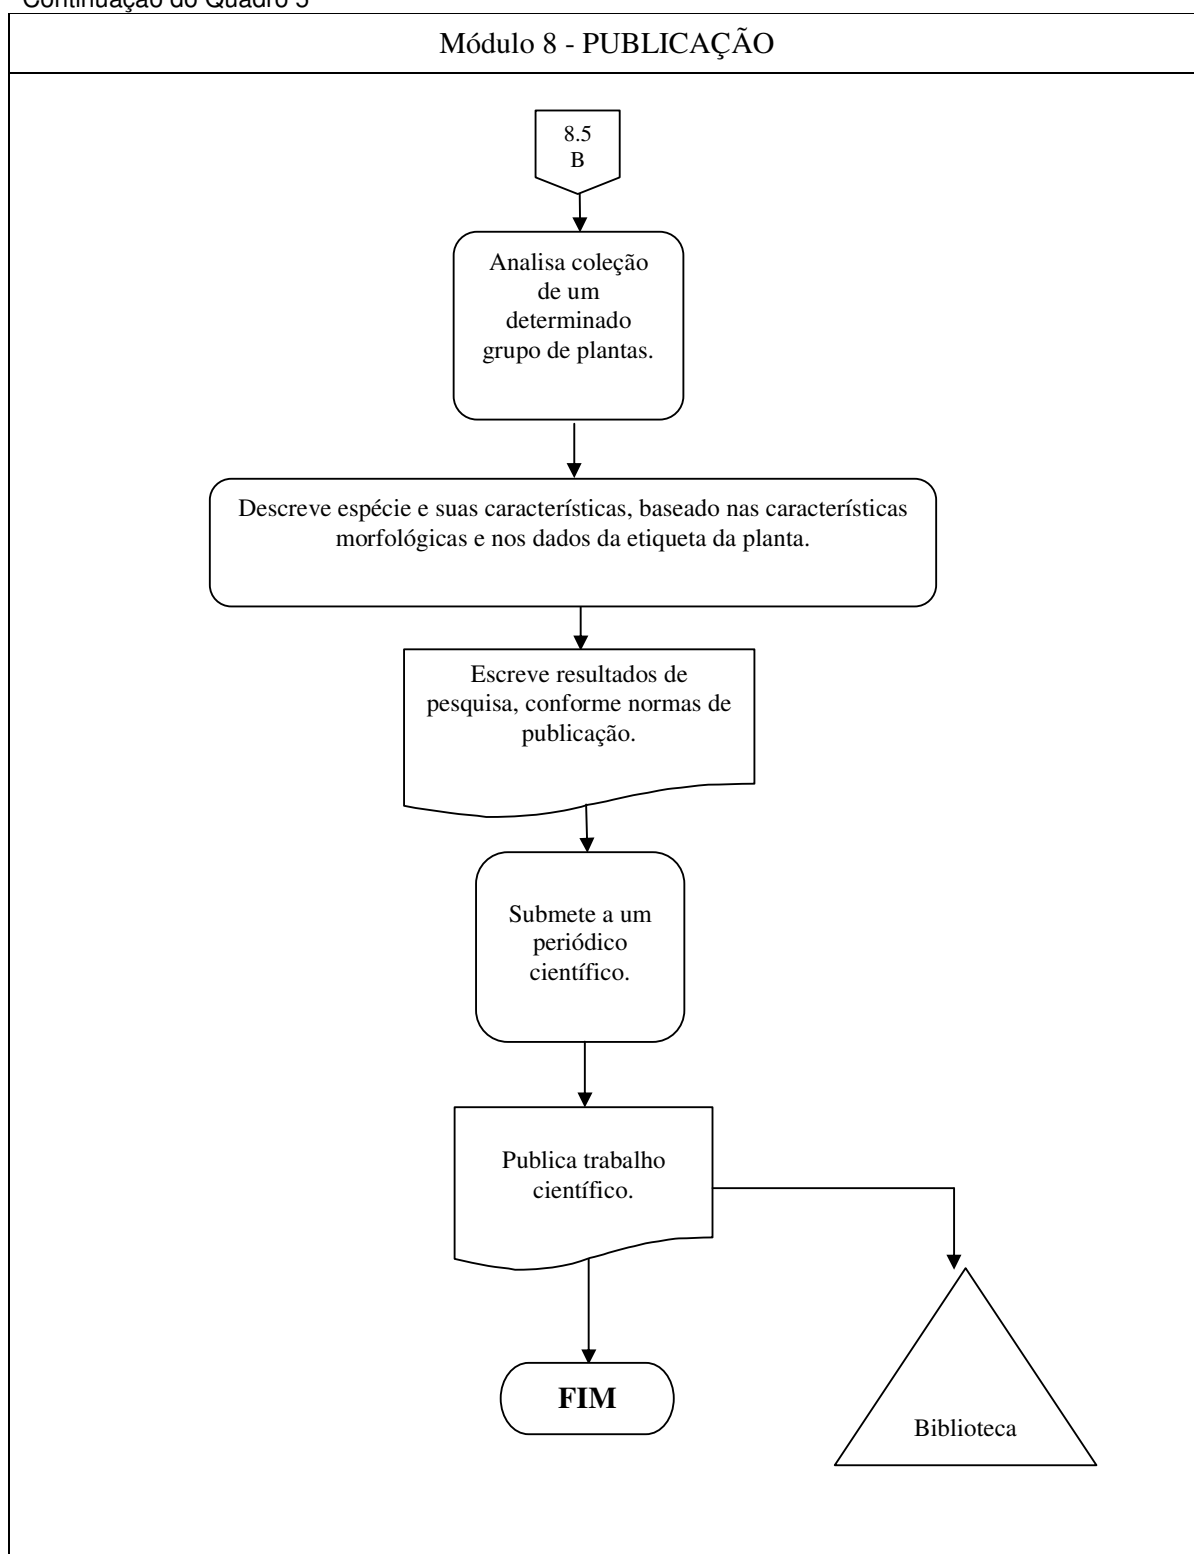 Continuação do Quadro 5
Módulo 8 - PUBLICAÇÃO
8.5
B
Analisa coleção
de um
determinado
grupo de plantas.
Descreve espécie e suas características, baseado nas características
morfológicas e nos dados da etiqueta da planta.
Escreve resultados de
pesquisa, conforme normas de
publicação.
Submete a um
periódico
científico.
Publica trabalho
científico.
FIM
Biblioteca